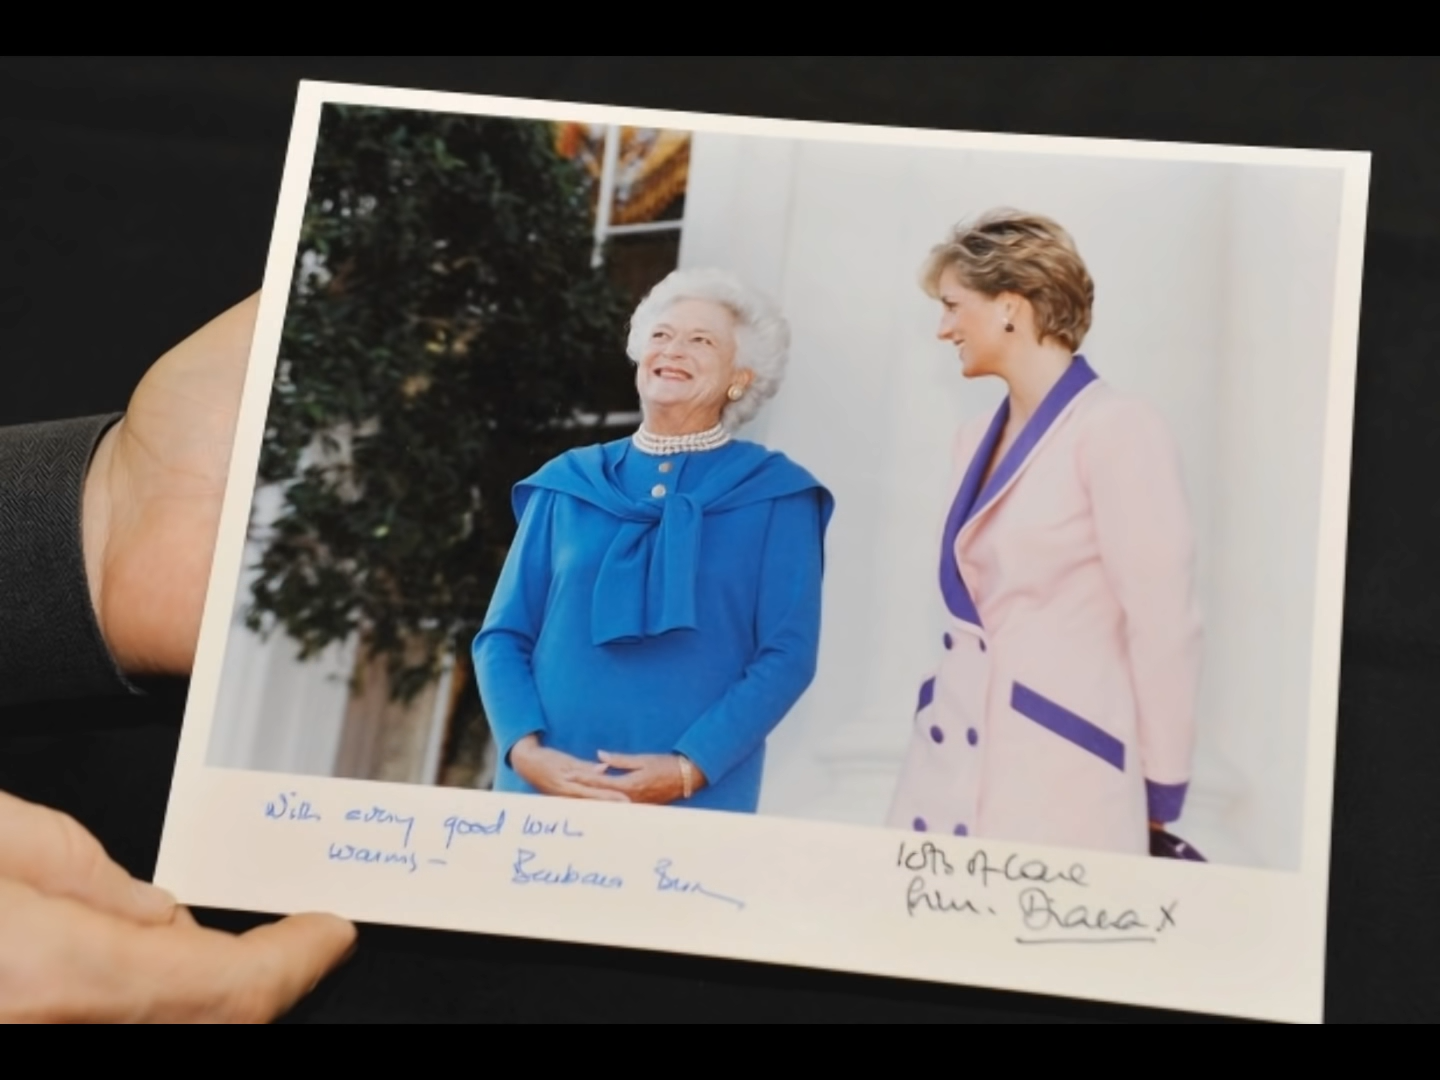 With every good wish
warmly – Barbara Bush
lots of love
from. Diana x